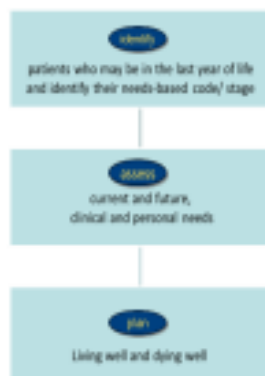 identify
patients who may be in the last year of life
and identify their needs-based code/ stage
assess
current and future,
clinical and personal needs
plan
Living well and dying well